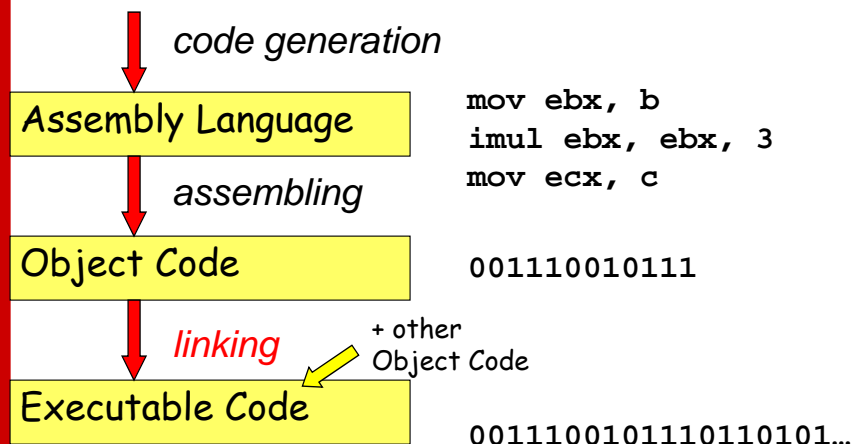 code generation
Assembly Language
mov ebx, b
imul ebx, ebx, 3
mov ecx, c
assembling
Object Code
001110010111
linking
+ other
Object Code
Executable Code
0011100101110110101…